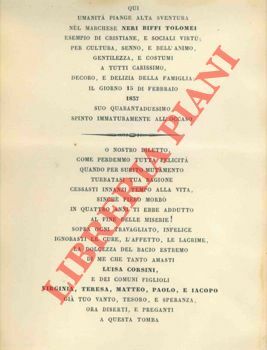 QUI
UMANITÀ PIANGE ALTA SVENTURA
NEL MARCHESE NERI BIFFI TOLOMEI
ESEMPIO DI CRISTIANE, E SOCIALI VIRTÙ;
PER CULTURA, SENNO, E DELL'ANIMO,
GENTILEZZA, E COSTUMI
A TUTTI CARISSIMO,
DECORO, E DELIZIA DELLA FAMIGLIA;
IL GIORNO 15 DI FEBBRAIO
1837
SUO QUARANTADUESIMO,
SPINTO IMMATURAMENTE ALL'OCCASO
O NOSTRO DILETTO,
COME PERDEMMO TUTTA FELICITÀ
QUANDO PER SUBITO
TURBATASI TUA RAGIONE
CESSASTI INNANZI TEMPO ALLA VITA,
SINCHÈ FIERO MORBO
IN QUATTRO ANNI TI EBBE ADDUTTO
AL FINE DELLE MISERIE!
SOPRA OGNI TRAVAGLIATO, INFELICE
IGNORASTI LE CURE, L'AFFETTO, LE LACRIME,
LA DOLCEZZA DEL BACIO ESTREMO
DI ME CHE TANTO AMASTI
LUISA CORSINI,
E DEI COMUNI FIGLIOLI
VIRGINIA, TERESA, MATTEO, PAOLO, E IACOPO
GIÀ TUO VANTO, TESORO, E SPERANZA,
ORA DISERTI, E PREGANTI
A QUESTA TOMBA
LIBRERIA PIANI